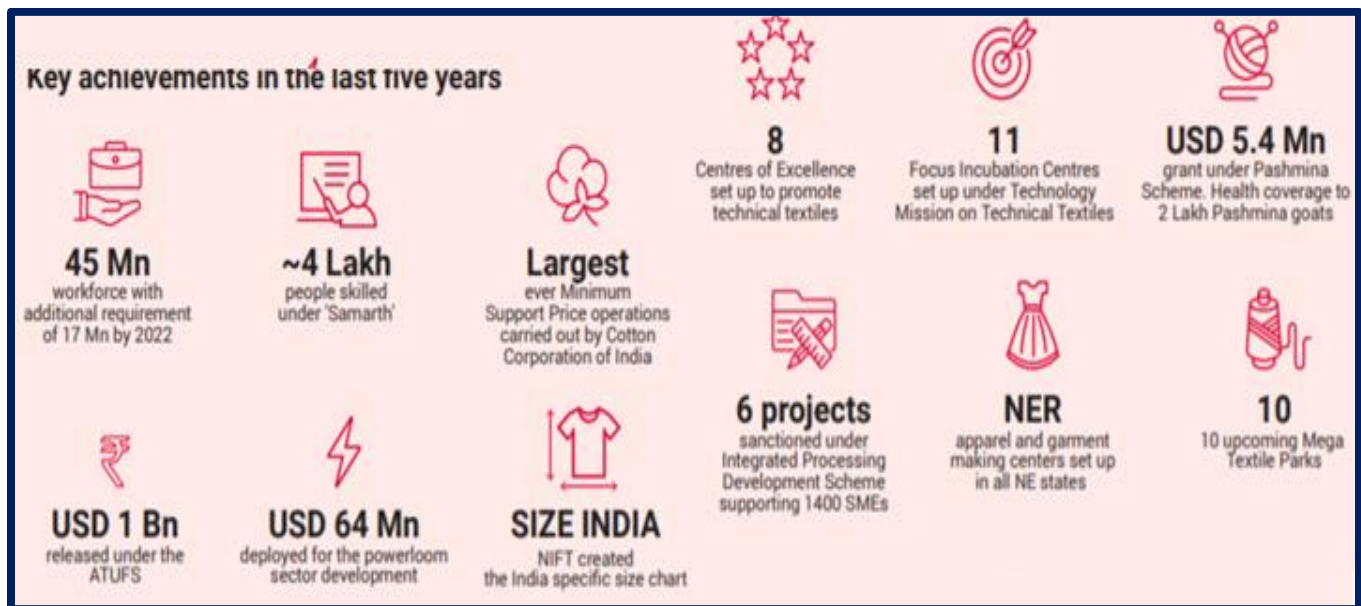 Key achievements in the last five years
45 Mn
workforce with
additional requirement
of 17 Mn by 2022
~4 Lakh
people skilled
under 'Samarth'
Largest
ever Minimum
Support Price operations
carried out by Cotton
Corporation of India
USD 1 Bn
released under the
ATUFS
USD 64 Mn
deployed for the powerloom
sector development
SIZE INDIA
NIFT created
the India specific size chart
8
Centres of Excellence
set up to promote
technical textiles
11
Focus Incubation Centres
set up under Technology
Mission on Technical Textiles
USD 5.4 Mn
grant under Pashmina
Scheme. Health coverage to
2 Lakh Pashmina goats
6 projects
sanctioned under
Integrated Processing
Development Scheme
supporting 1400 SMEs
NER
apparel and garment
making centers set up
in all NE states
10
10 upcoming Mega
Textile Parks